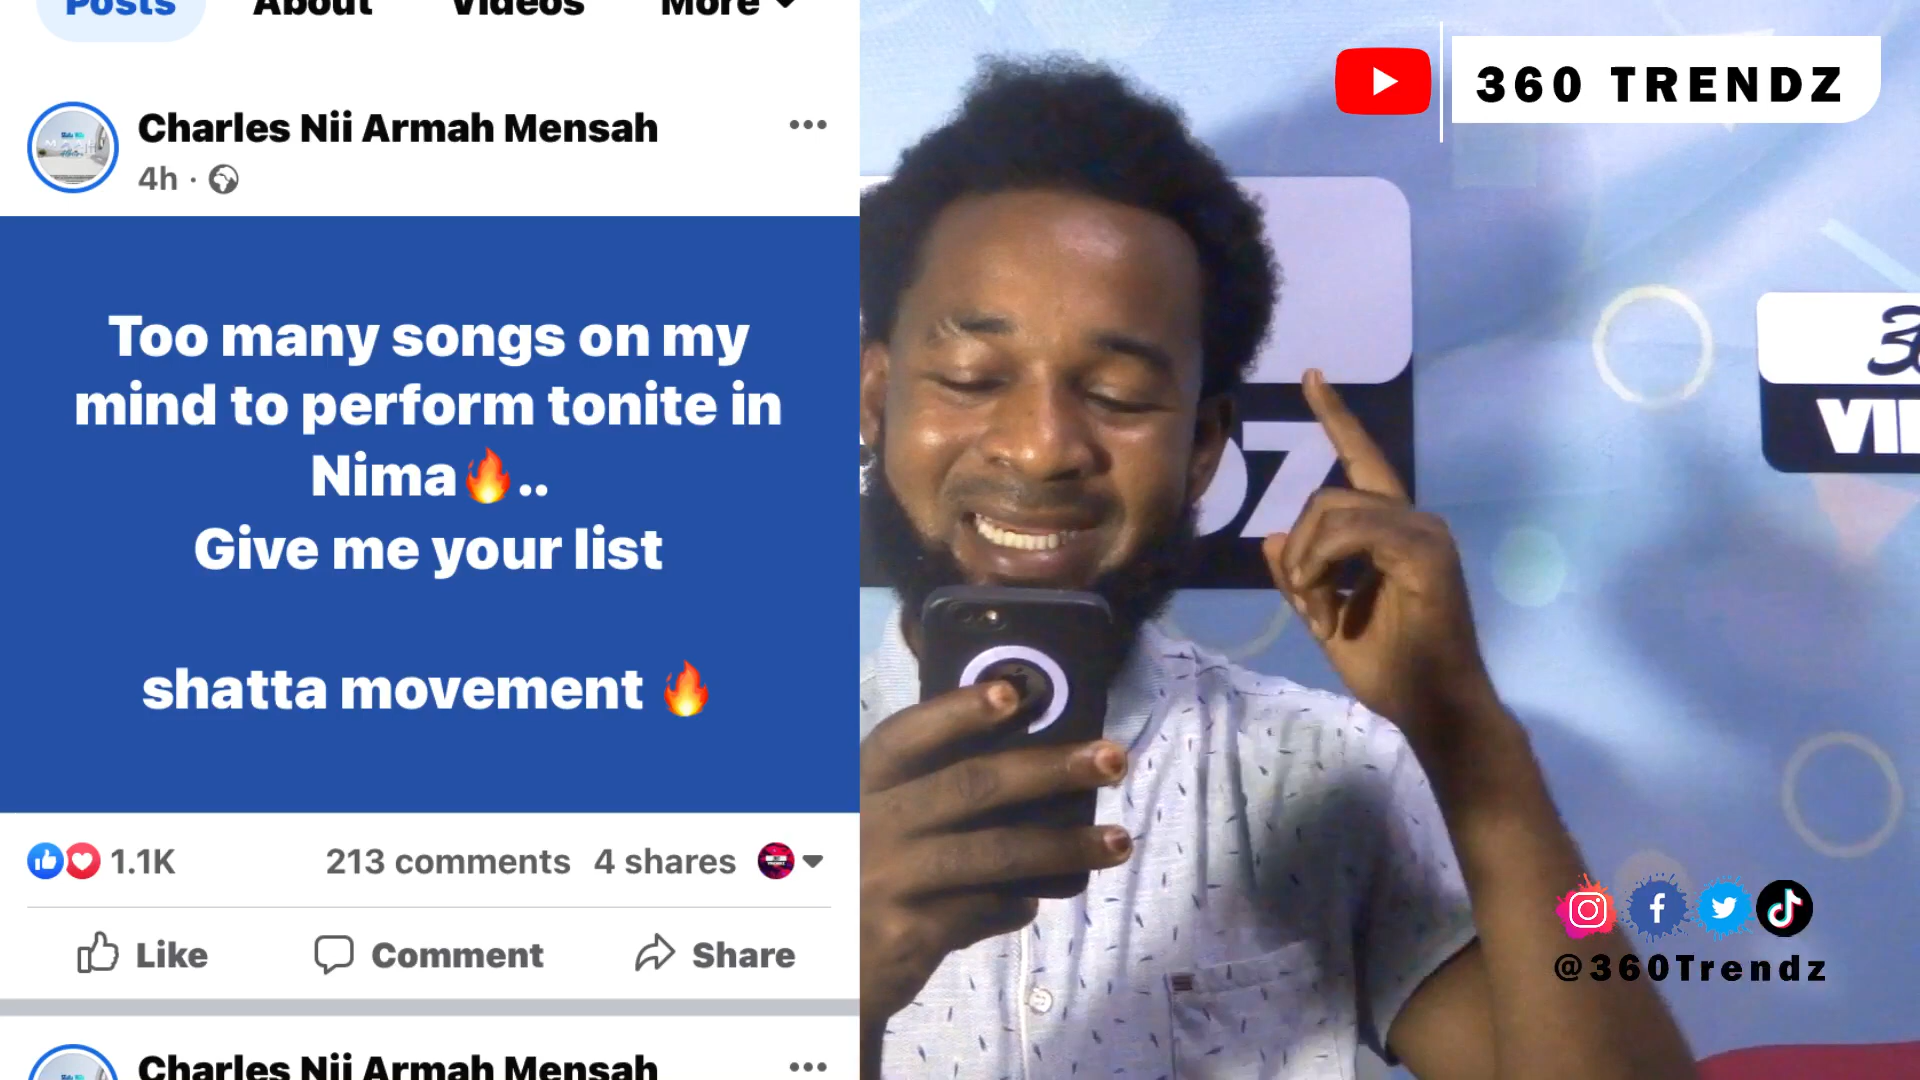 Posts About Videos More
Charles Nii Armah Mensah
4h ·
Too many songs on my
mind to perform tonite in
Nima🔥..
Give me your list
shatta movement 🔥
1.1K 213 comments 4 shares
Like Comment Share
Charles Nii Armah Mensah
360 TRENDZ
DZ
@360Trendz